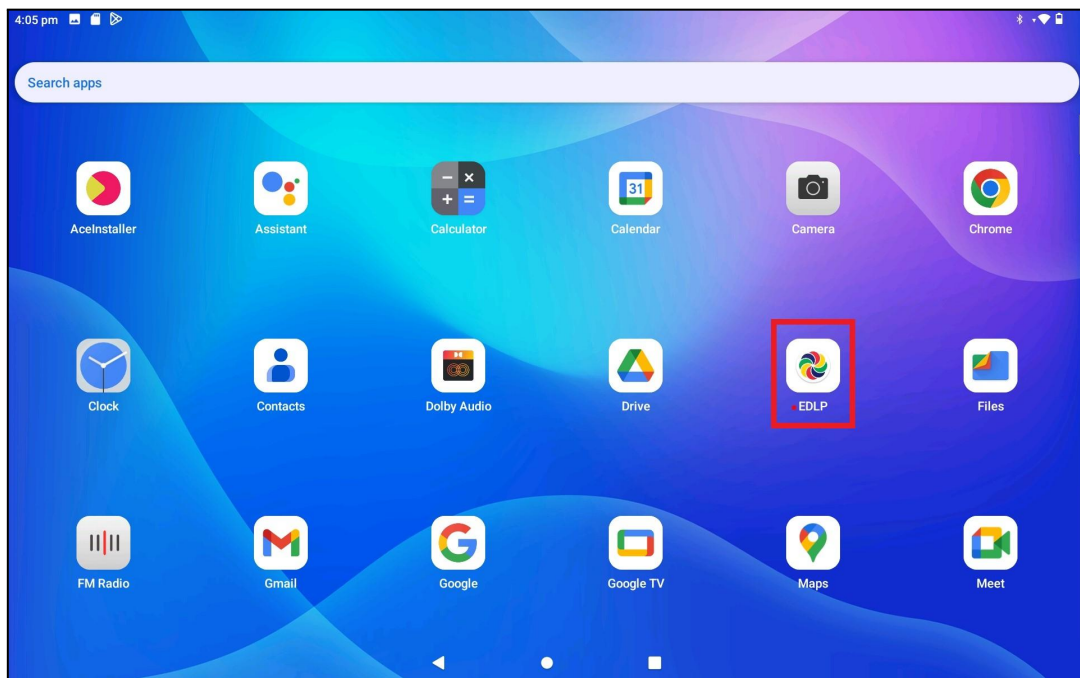 4:05 pm
Search apps
31
AceInstaller Assistant Calculator Calendar Camera Chrome
Clock Contacts Dolby Audio Drive EDLP Files
FM Radio Gmail Google Google TV Maps Meet